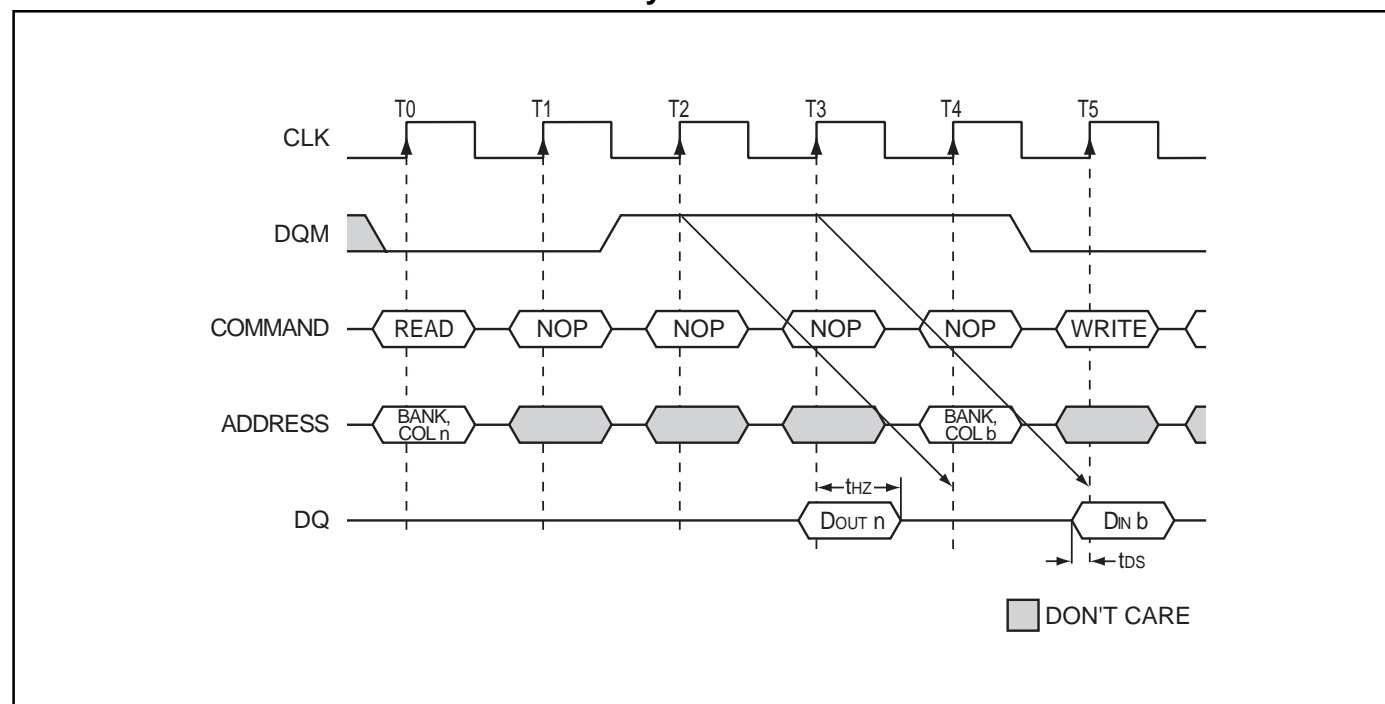 T0 T1 T2 T3 T4 T5
CLK
DQM
COMMAND READ NOP NOP NOP NOP WRITE
ADDRESS BANK, COL n BANK, COL b
tHZ
DQ DOUT n DIN b
tDS
DON'T CARE